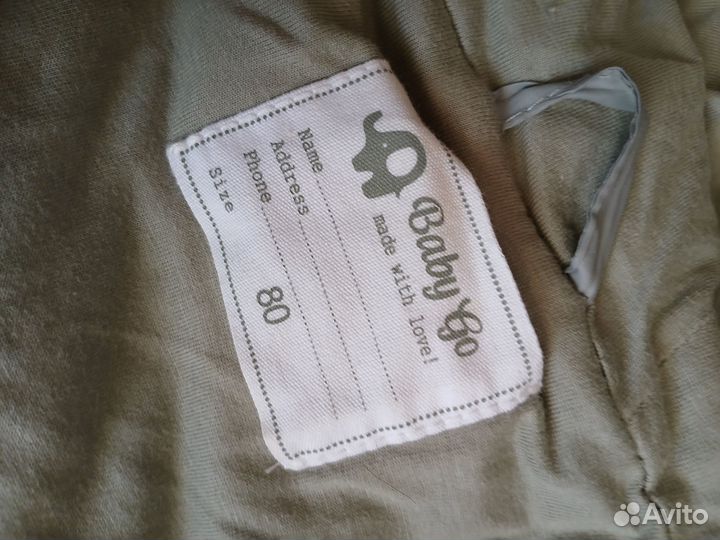 Baby Go
made with love!
Name
Address
Phone
Size 80
Avito